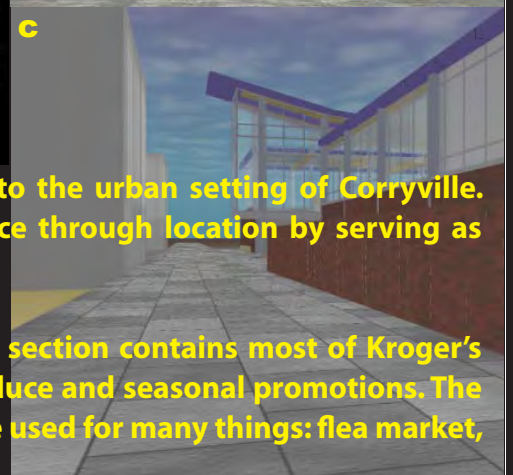 C
to the urban setting of Corryville.
ce through location by serving as
section contains most of Kroger's
duce and seasonal promotions. The
e used for many things: flea market,